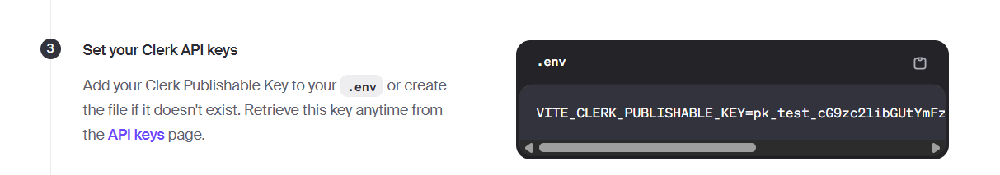 3
Set your Clerk API keys
Add your Clerk Publishable Key to your .env or create
the file if it doesn't exist. Retrieve this key anytime from
the API keys page.
.env
VITE_CLERK_PUBLISHABLE_KEY=pk_test_cG9zc2libGUtYmFz